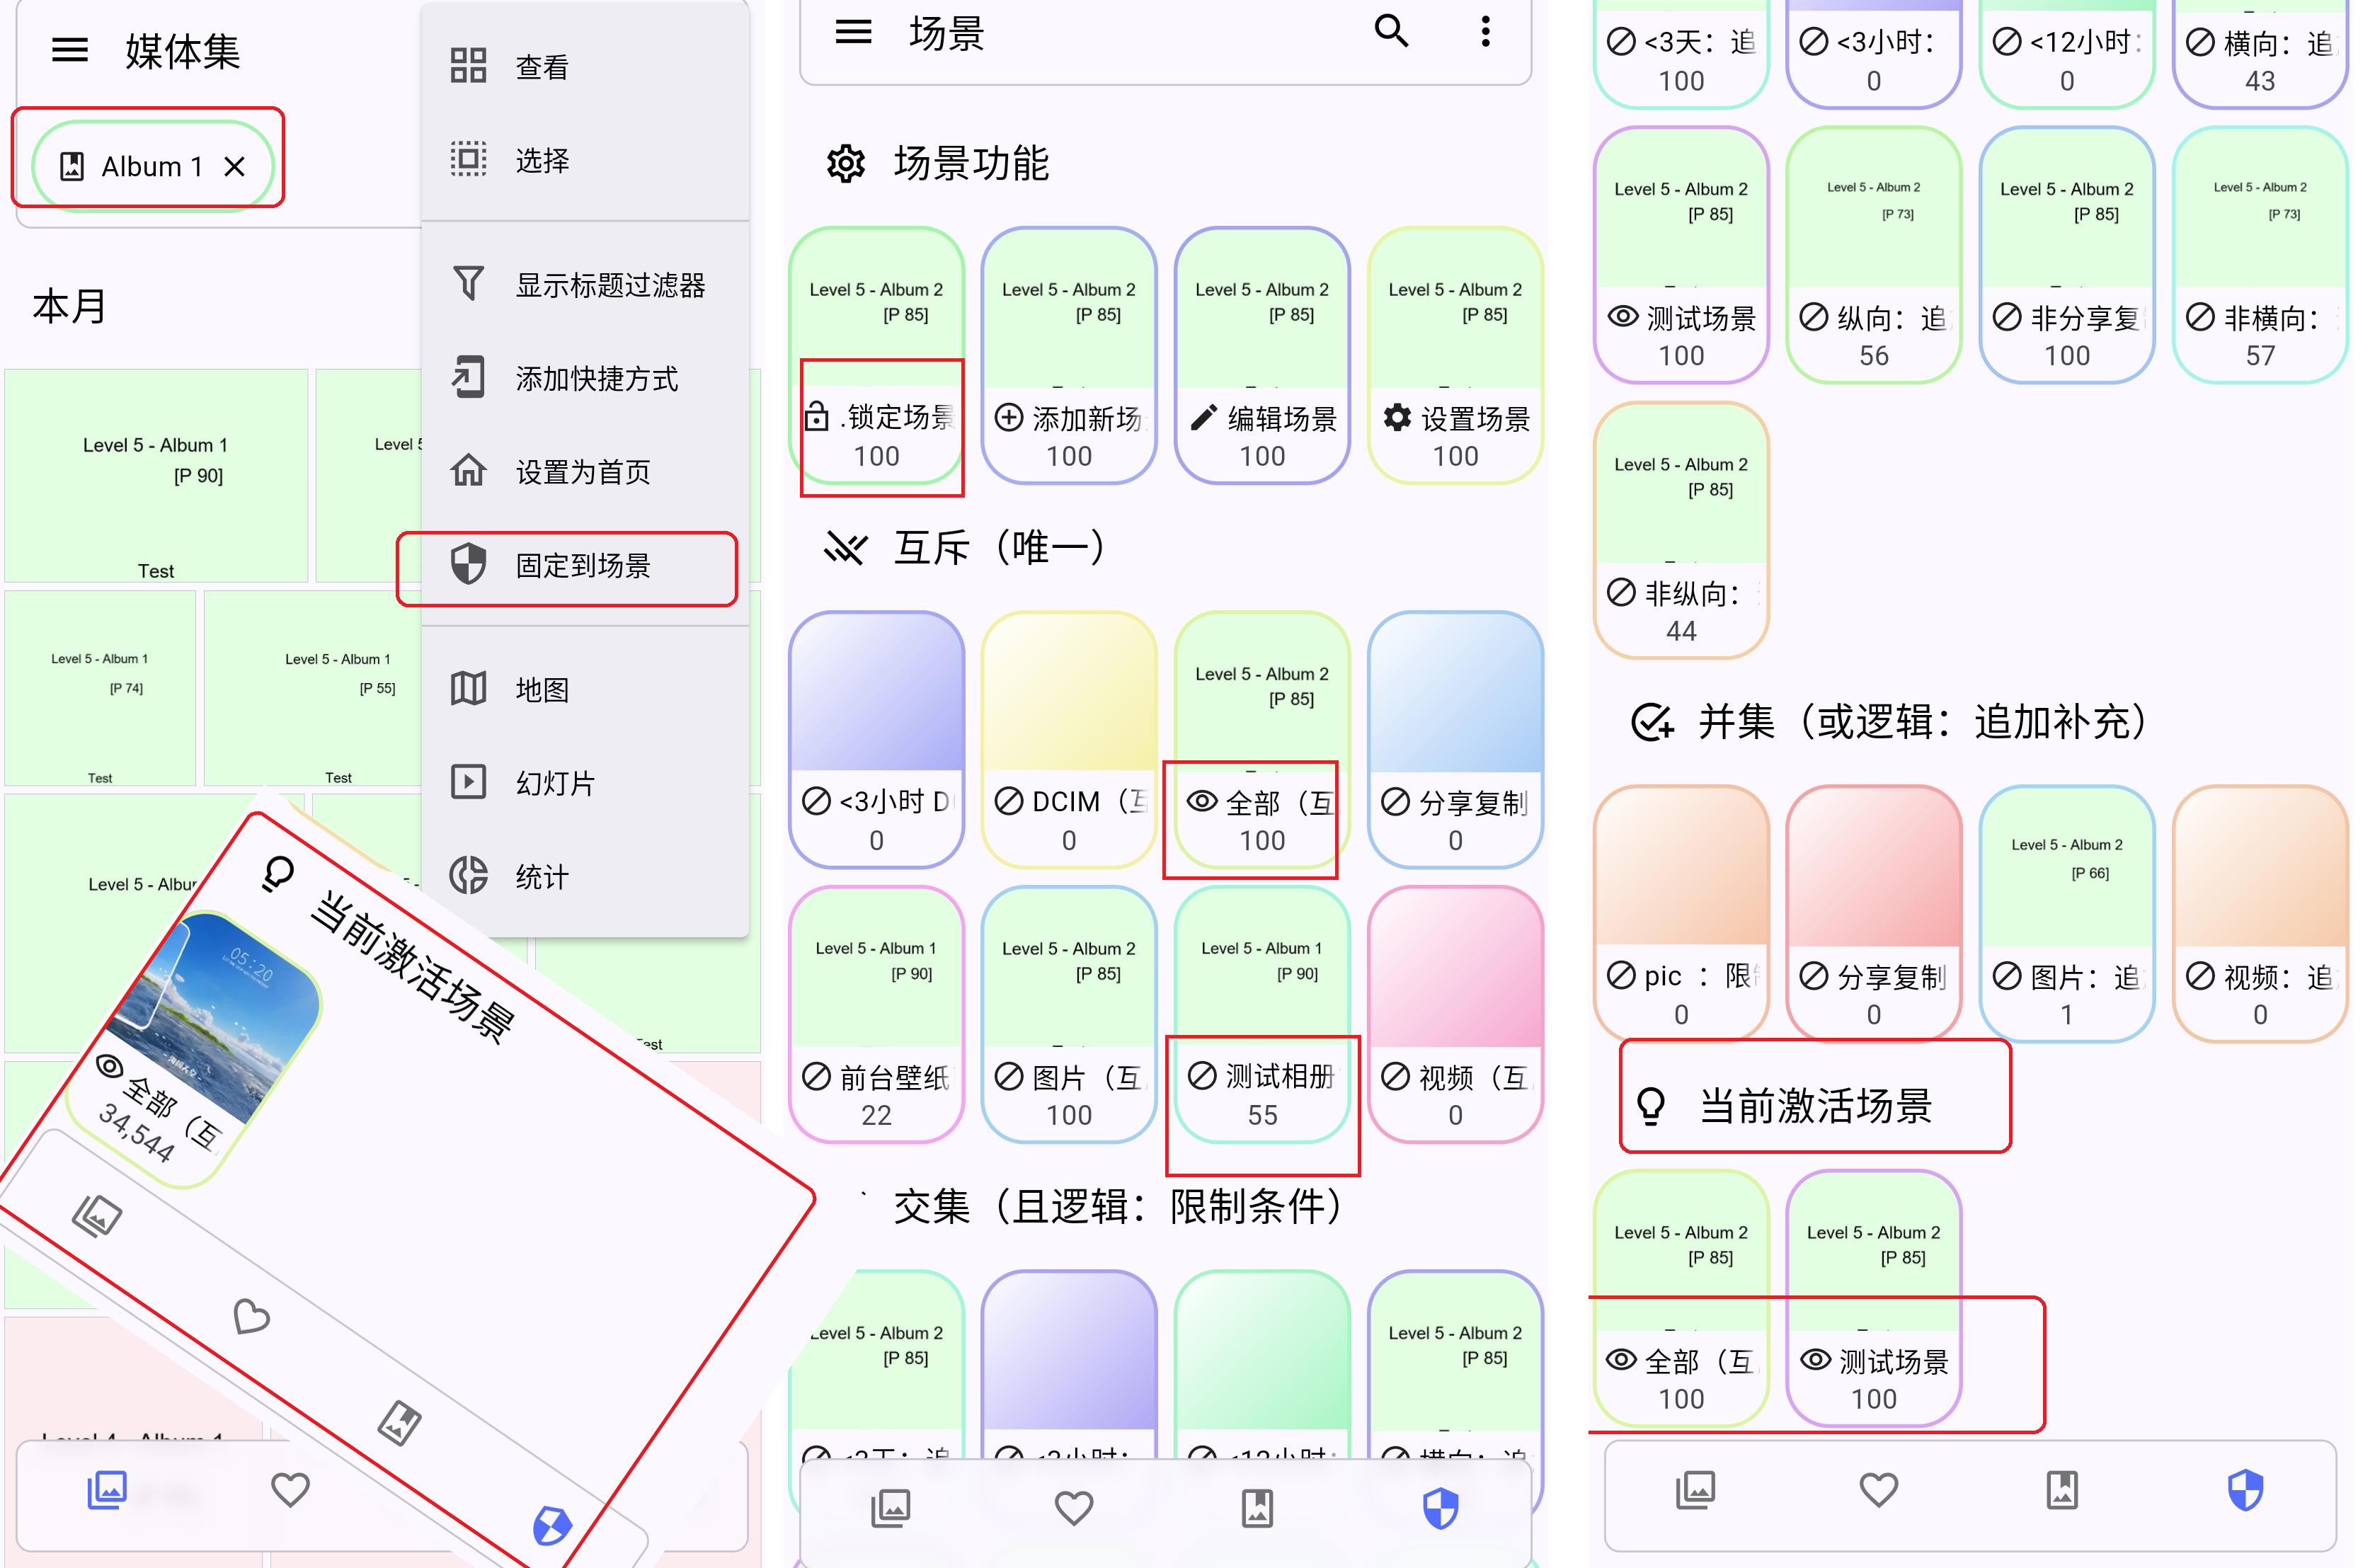 媒体集
Album 1
本月
Level 5 - Album 1
[P 90]
Test
Level 5
Level 5 - Album 1
[P 74]
Test
Level 5 - Album 1
[P 55]
Test
Level 5 - Albur
Test
查看
选择
显示标题过滤器
添加快捷方式
设置为首页
固定到场景
地图
幻灯片
统计
当前激活场景
05:20
全部（互
34,544
场景
场景功能
Level 5 - Album 2
[P 85]
.锁定场景
100
Level 5 - Album 2
[P 85]
添加新场
100
Level 5 - Album 2
[P 85]
编辑场景
100
Level 5 - Album 2
[P 85]
设置场景
100
互斥（唯一）
<3小时 D
0
DCIM（互
0
Level 5 - Album 2
[P 85]
全部（互
100
分享复制
0
Level 5 - Album 1
[P 90]
前台壁纸
22
Level 5 - Album 2
[P 85]
图片（互
100
Level 5 - Album 1
[P 90]
测试相册
55
视频（互
0
交集（且逻辑：限制条件）
Level 5 - Album 2
[P 85]
<3天：追
<3小时：
<12小时：
Level 5 - Album 2
[P 85]
横向：追
<3天：追
100
<3小时：
0
<12小时：
0
横向：追
43
Level 5 - Album 2
[P 85]
测试场景
100
Level 5 - Album 2
[P 73]
纵向：追
56
Level 5 - Album 2
[P 85]
非分享复
100
Level 5 - Album 2
[P 73]
非横向：
57
Level 5 - Album 2
[P 85]
非纵向：
44
并集（或逻辑：追加补充）
pic ：限
0
分享复制
0
Level 5 - Album 2
[P 66]
图片：追
1
视频：追
0
当前激活场景
Level 5 - Album 2
[P 85]
全部（互
100
Level 5 - Album 2
[P 85]
测试场景
100